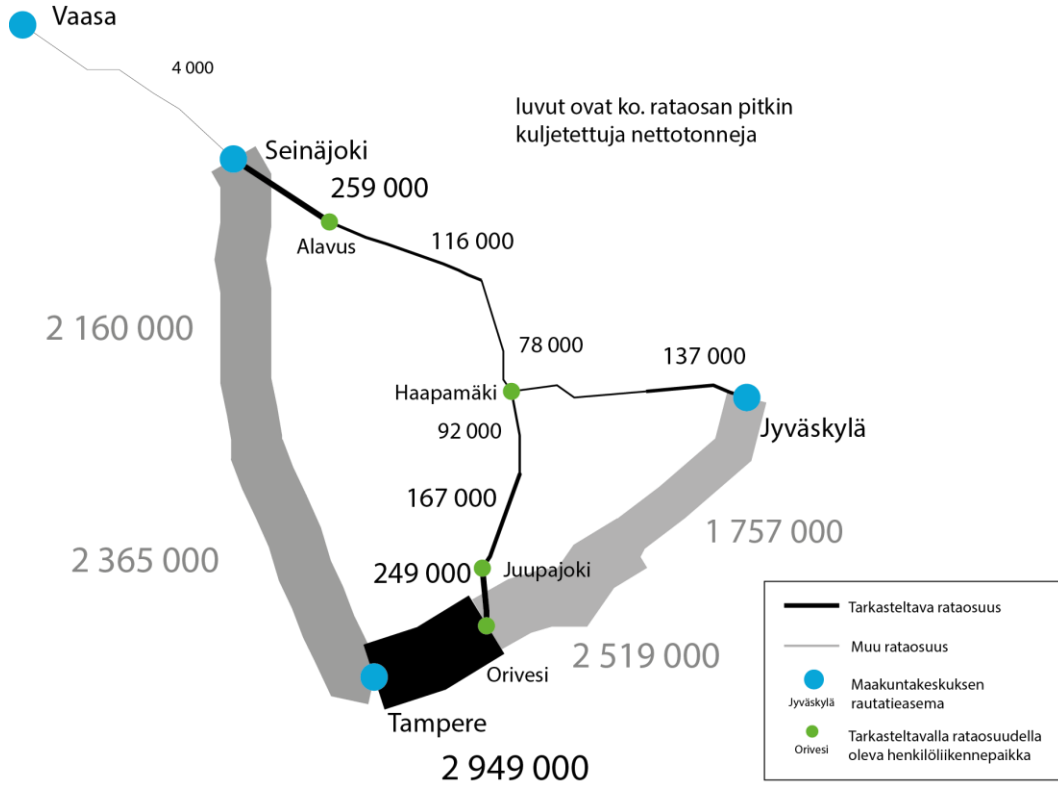 Vaasa
4 000
luvut ovat ko. rataosan pitkin
kuljetettuja nettotonneja
Seinäjoki
259 000
Alavus
116 000
2 160 000
78 000
137 000
Haapamäki
92 000
Jyväskylä
167 000
1 757 000
2 365 000
249 000
Juupajoki
2 519 000
Orivesi
Tampere
2 949 000
Tarkasteltava rataosuus
Muu rataosuus
Jyväskylä
Maakuntakeskuksen
rautatieasema
Orivesi
Tarkasteltavalla rataosuudella
oleva henkilöliikennepaikka